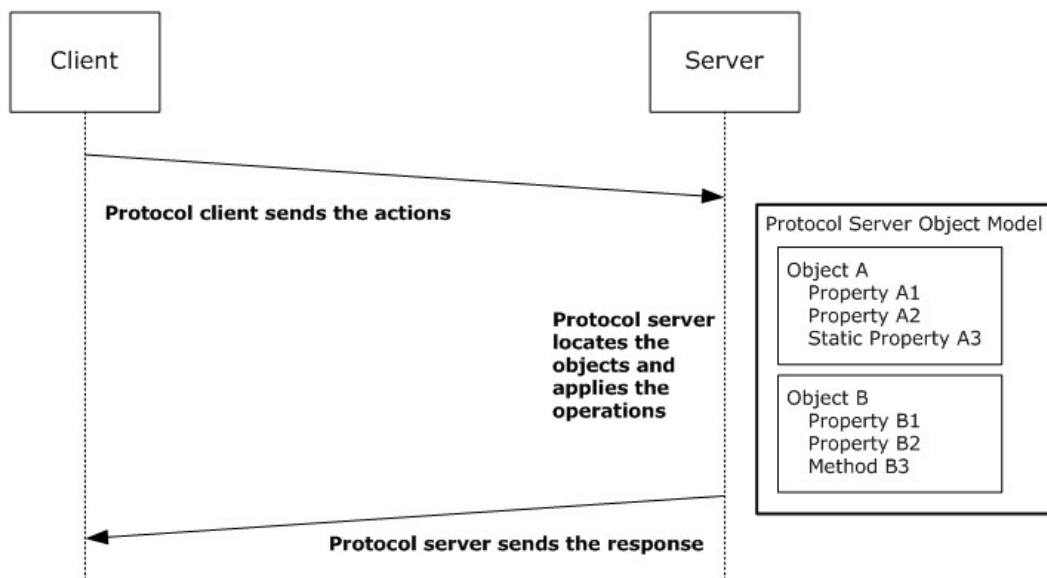 Client
Server
Protocol client sends the actions
Protocol Server Object Model
Object A
Property A1
Property A2
Static Property A3
Protocol server
locates the
objects and
applies the
operations
Object B
Property B1
Property B2
Method B3
Protocol server sends the response